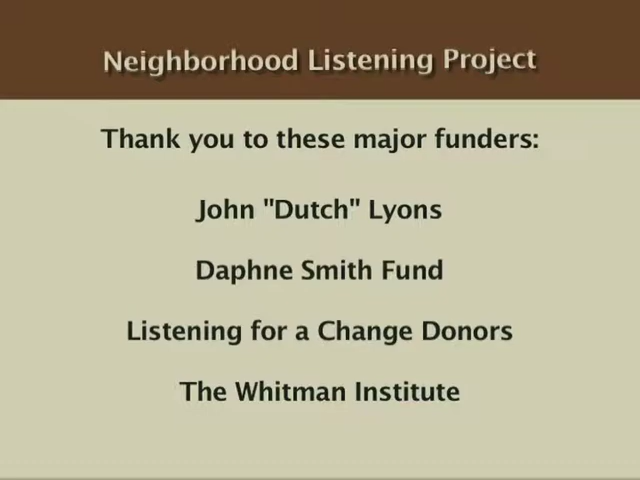 Neighborhood Listening Project
Thank you to these major funders:
John "Dutch" Lyons
Daphne Smith Fund
Listening for a Change Donors
The Whitman Institute